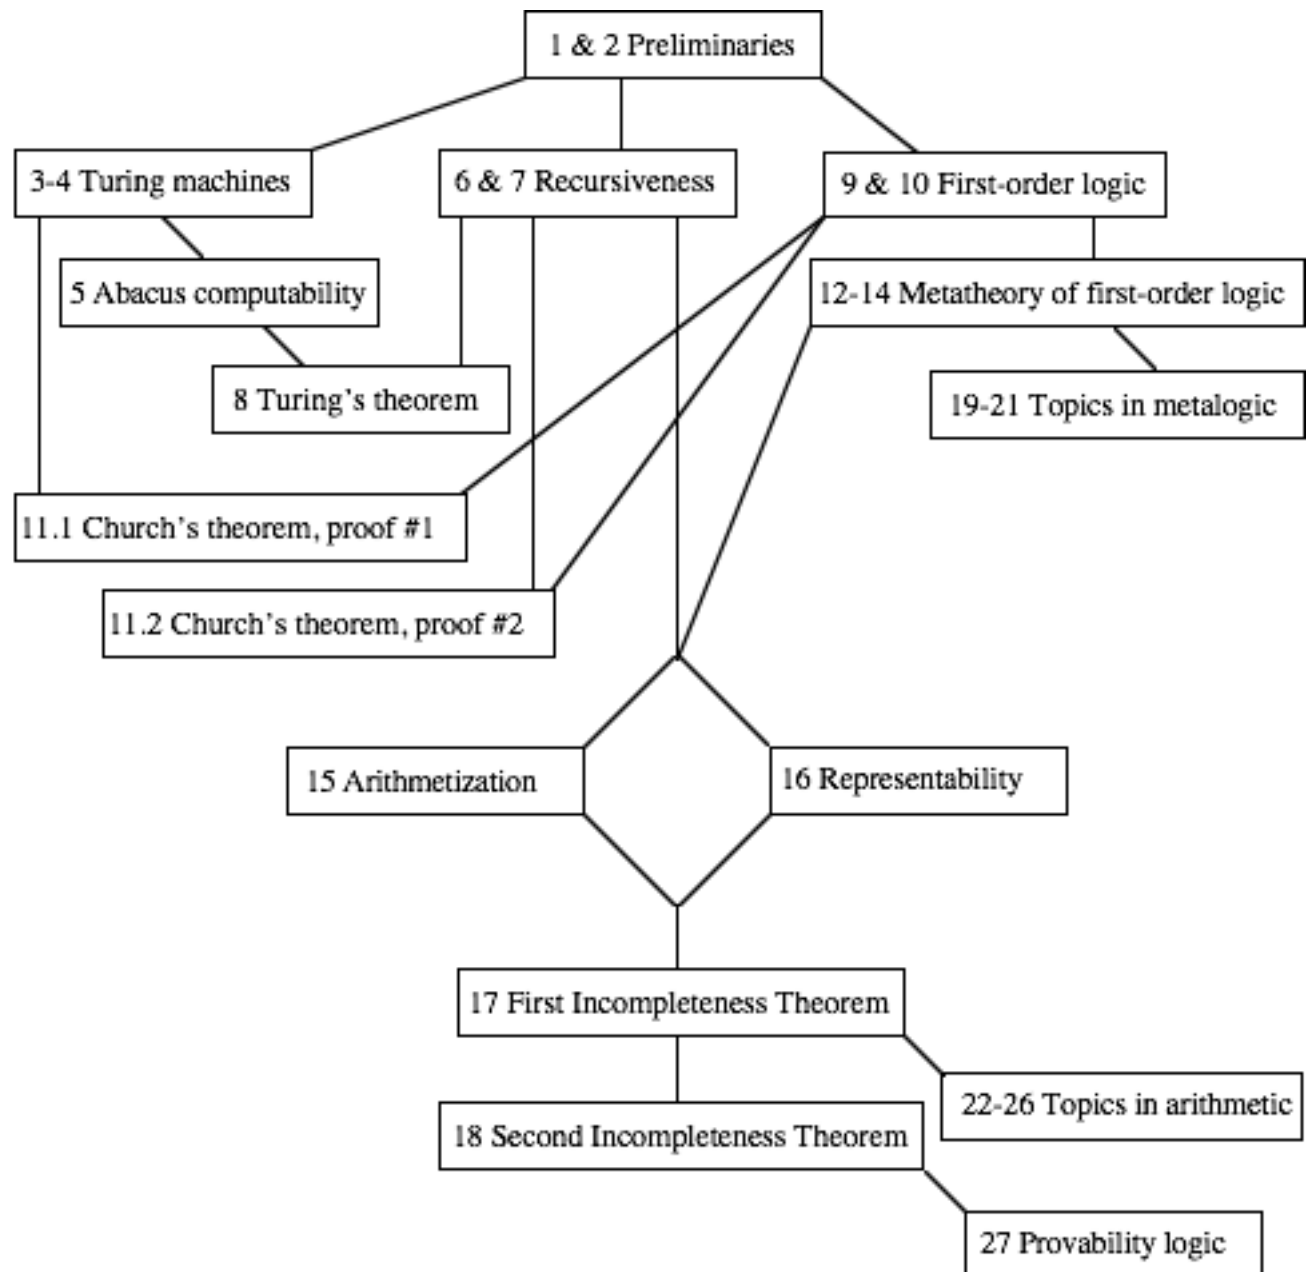 1 & 2 Preliminaries
3-4 Turing machines
6 & 7 Recursiveness
9 & 10 First-order logic
5 Abacus computability
12-14 Metatheory of first-order logic
8 Turing’s theorem
19-21 Topics in metalogic
11.1 Church’s theorem, proof #1
11.2 Church’s theorem, proof #2
15 Arithmetization
16 Representability
17 First Incompleteness Theorem
22-26 Topics in arithmetic
18 Second Incompleteness Theorem
27 Provability logic